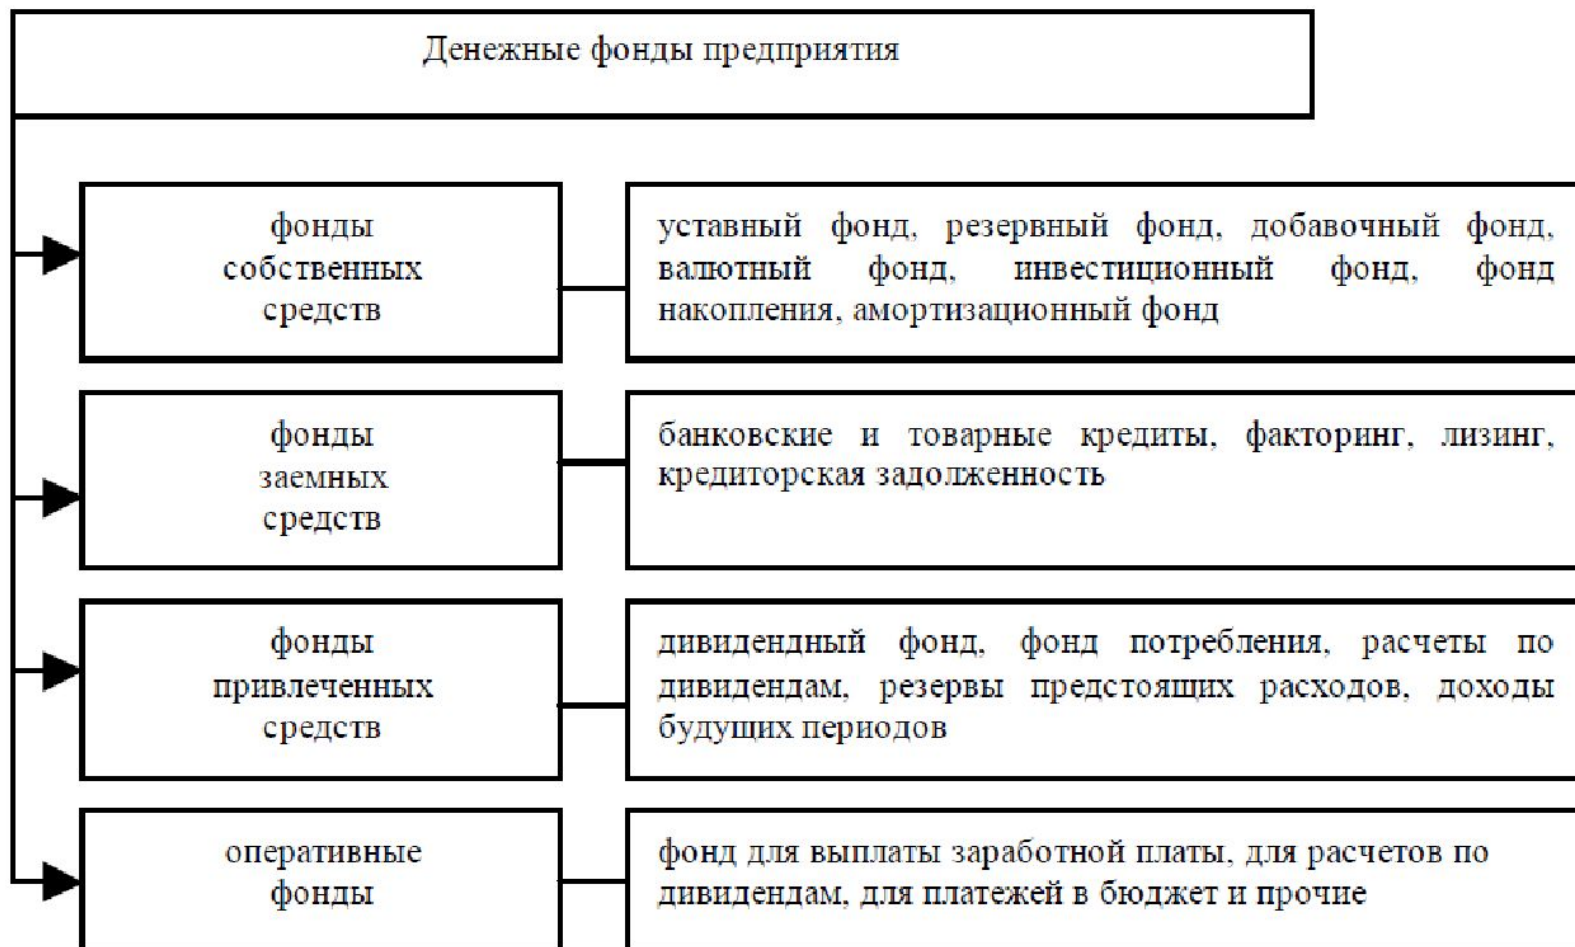 Денежные фонды предприятия
фонды
собственных
средств
уставный фонд, резервный фонд, добавочный фонд,
валютный фонд, инвестиционный фонд, фонд
накопления, амортизационный фонд
фонды
заемных
средств
банковские и товарные кредиты, факторинг, лизинг,
кредиторская задолженность
фонды
привлеченных
средств
дивидендный фонд, фонд потребления, расчеты по
дивидендам, резервы предстоящих расходов, доходы
будущих периодов
оперативные
фонды
фонд для выплаты заработной платы, для расчетов по
дивидендам, для платежей в бюджет и прочие